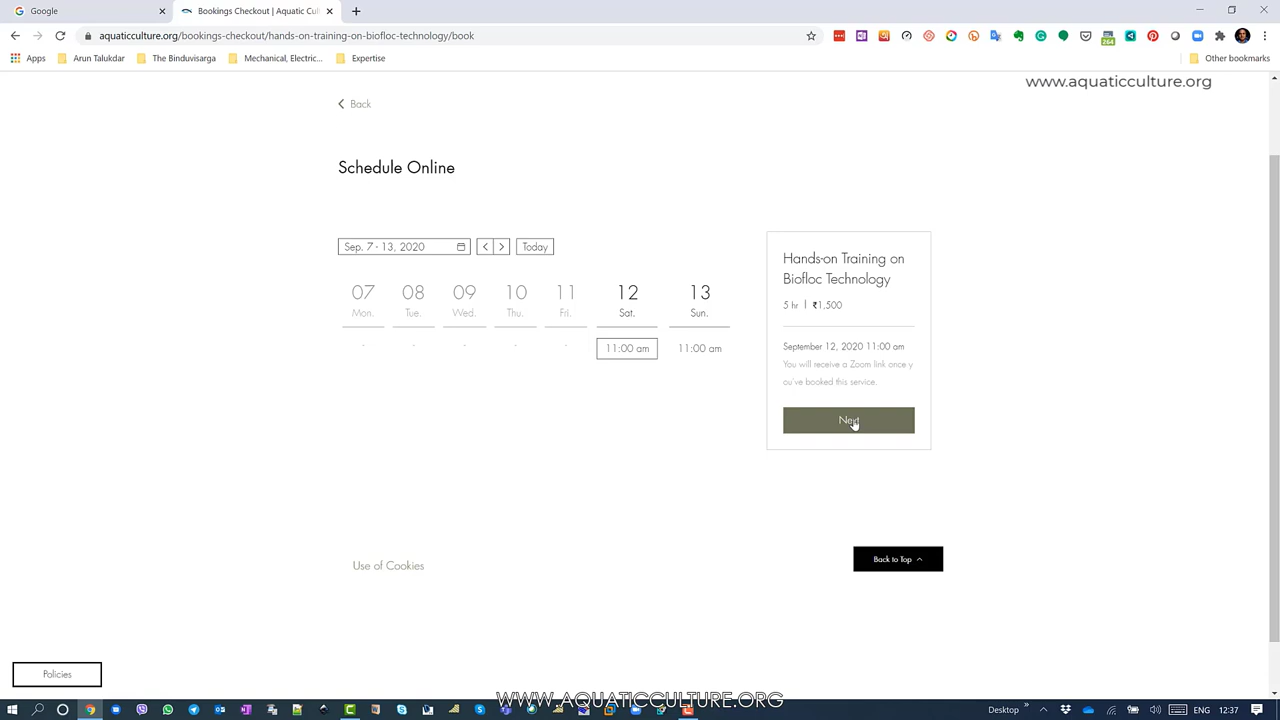 Google
Bookings Checkout | Aquatic Cul
aquaticculture.org/bookings-checkout/hands-on-training-on-biofloc-technology/book
264
Apps
Arun Talukdar
The Binduvisarga
Mechanical, Electric...
Expertise
Other bookmarks
www.aquaticculture.org
Back
Schedule Online
Sep. 7 - 13, 2020
Today
07 08 09 10 11 12 13
Mon. Tue. Wed. Thu. Fri. Sat. Sun.
- - - - - 11:00 am 11:00 am
Hands-on Training on
Biofloc Technology
5 hr | ₹1,500
September 12, 2020 11:00 am
You will receive a Zoom link once y
ou've booked this service.
Next
Use of Cookies
Back to Top
Policies
WWW.AQUATICCULTURE.ORG
Desktop
ENG
12:37